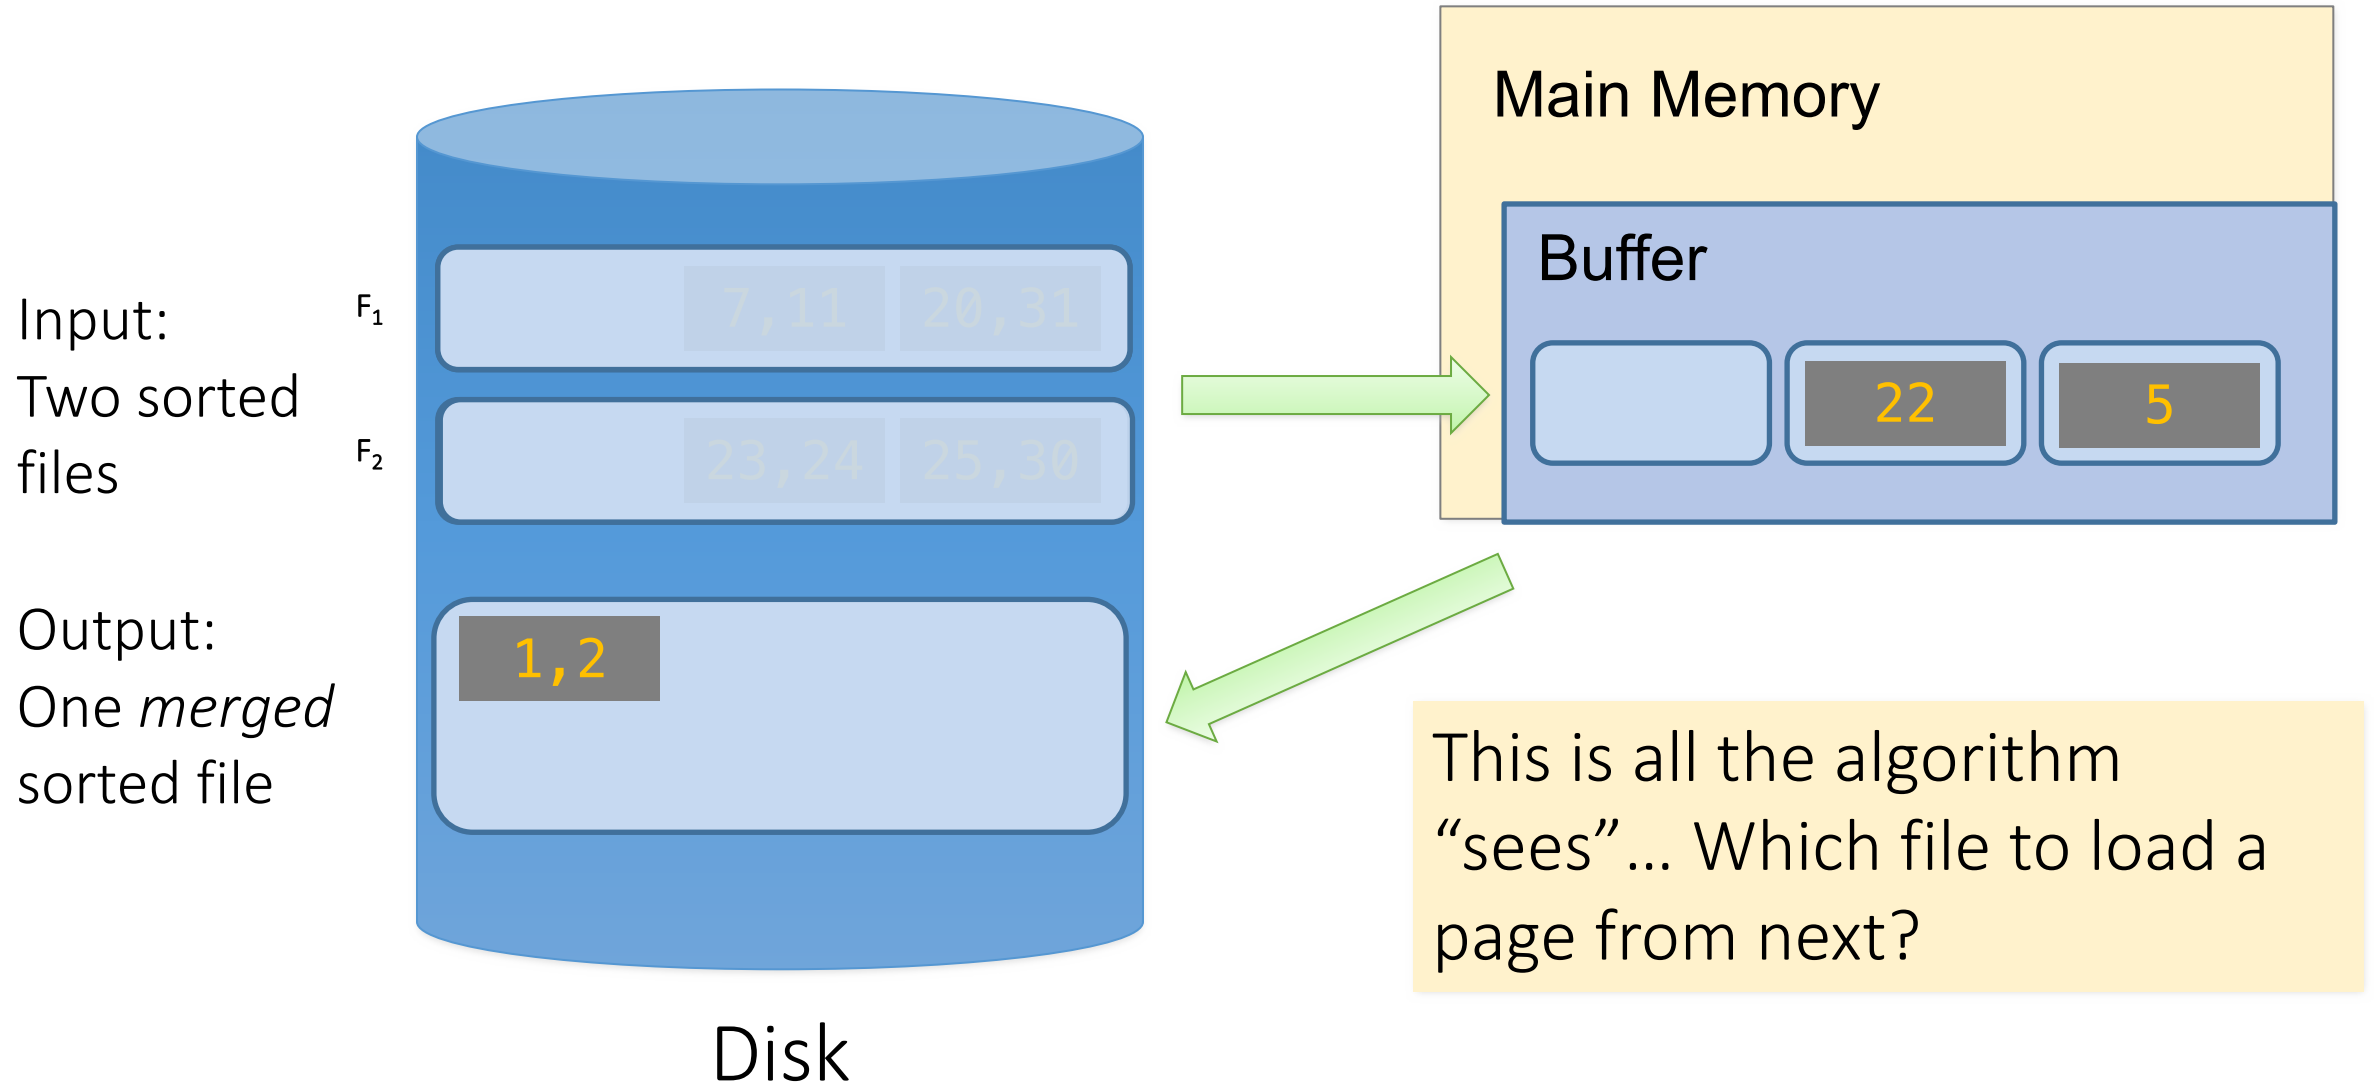 Main Memory
Buffer
Input:
Two sorted
files
F₁
7,11
20,31
F₂
23,24
25,30
22
5
Output:
One merged
sorted file
1,2
This is all the algorithm
“sees”... Which file to load a
page from next?
Disk